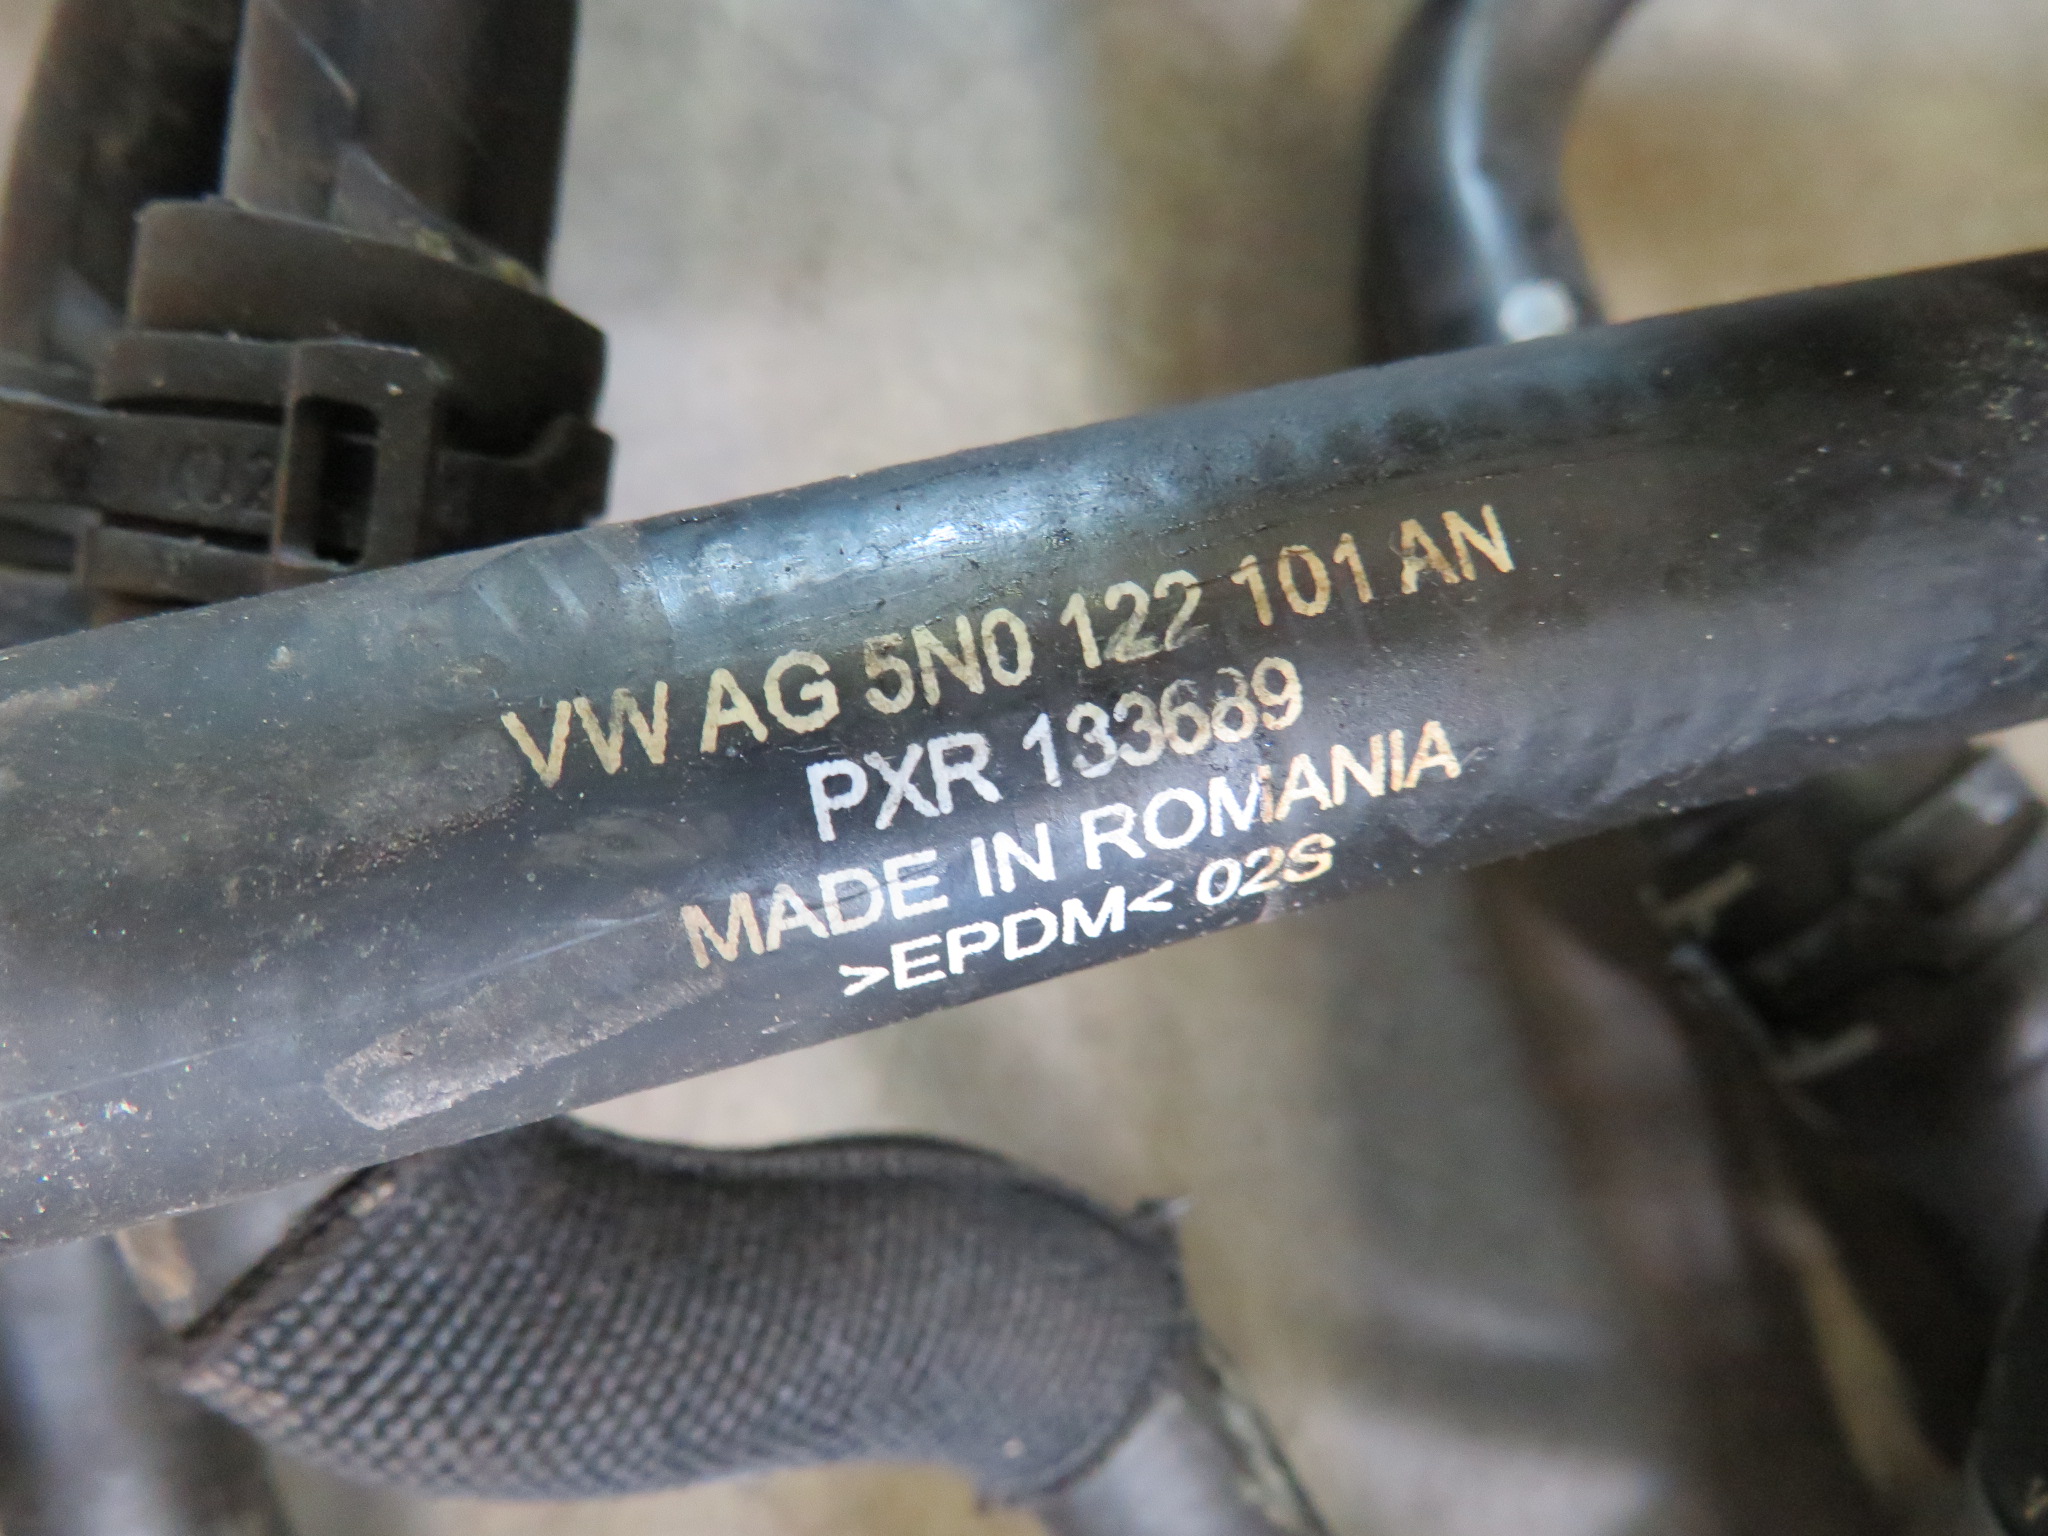 VW AG 5N0 122 101 AN
PXR 133689
MADE IN ROMANIA
>EPDM< 02S